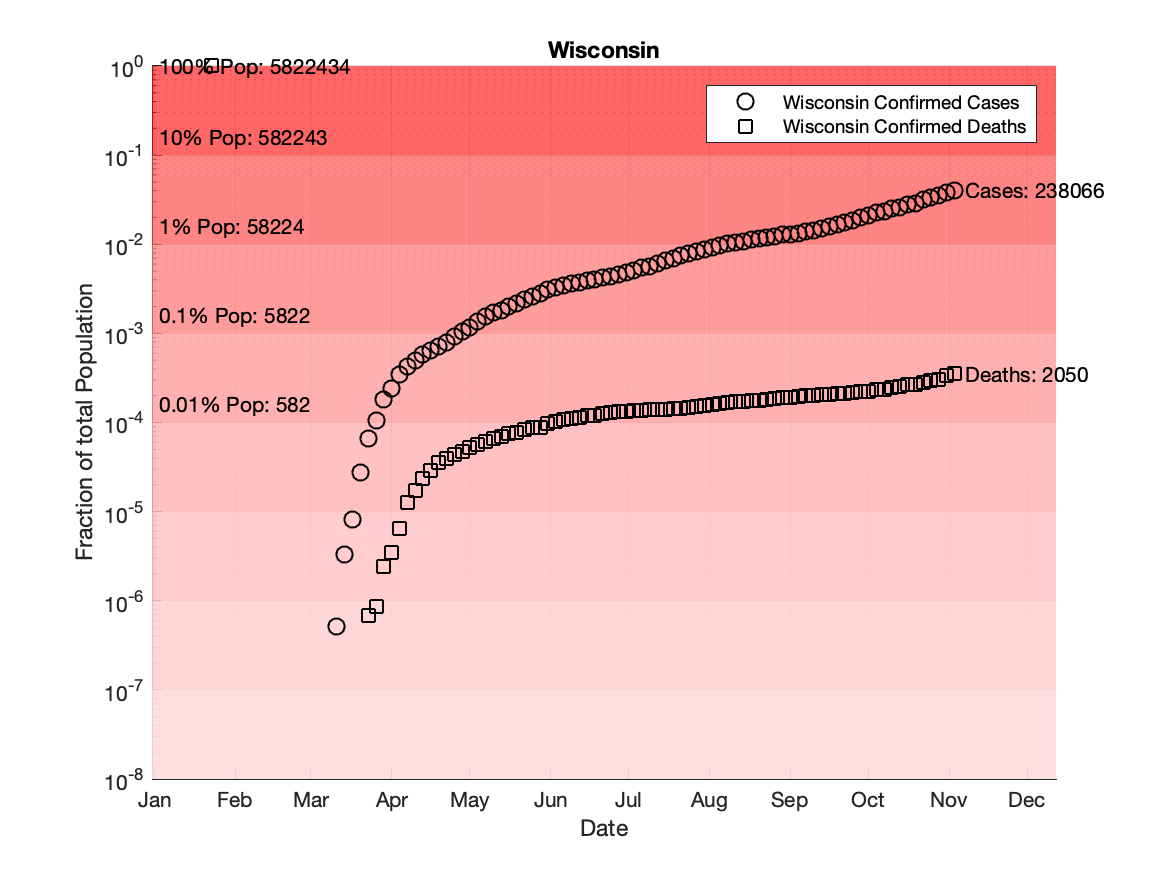 Wisconsin
10^0
100% Pop: 5822434
Wisconsin Confirmed Cases
Wisconsin Confirmed Deaths
10% Pop: 582243
10^-1
Cases: 238066
1% Pop: 58224
10^-2
0.1% Pop: 5822
10^-3
Deaths: 2050
0.01% Pop: 582
10^-4
10^-5
10^-6
10^-7
10^-8
Fraction of total Population
Jan Feb Mar Apr May Jun Jul Aug Sep Oct Nov Dec
Date